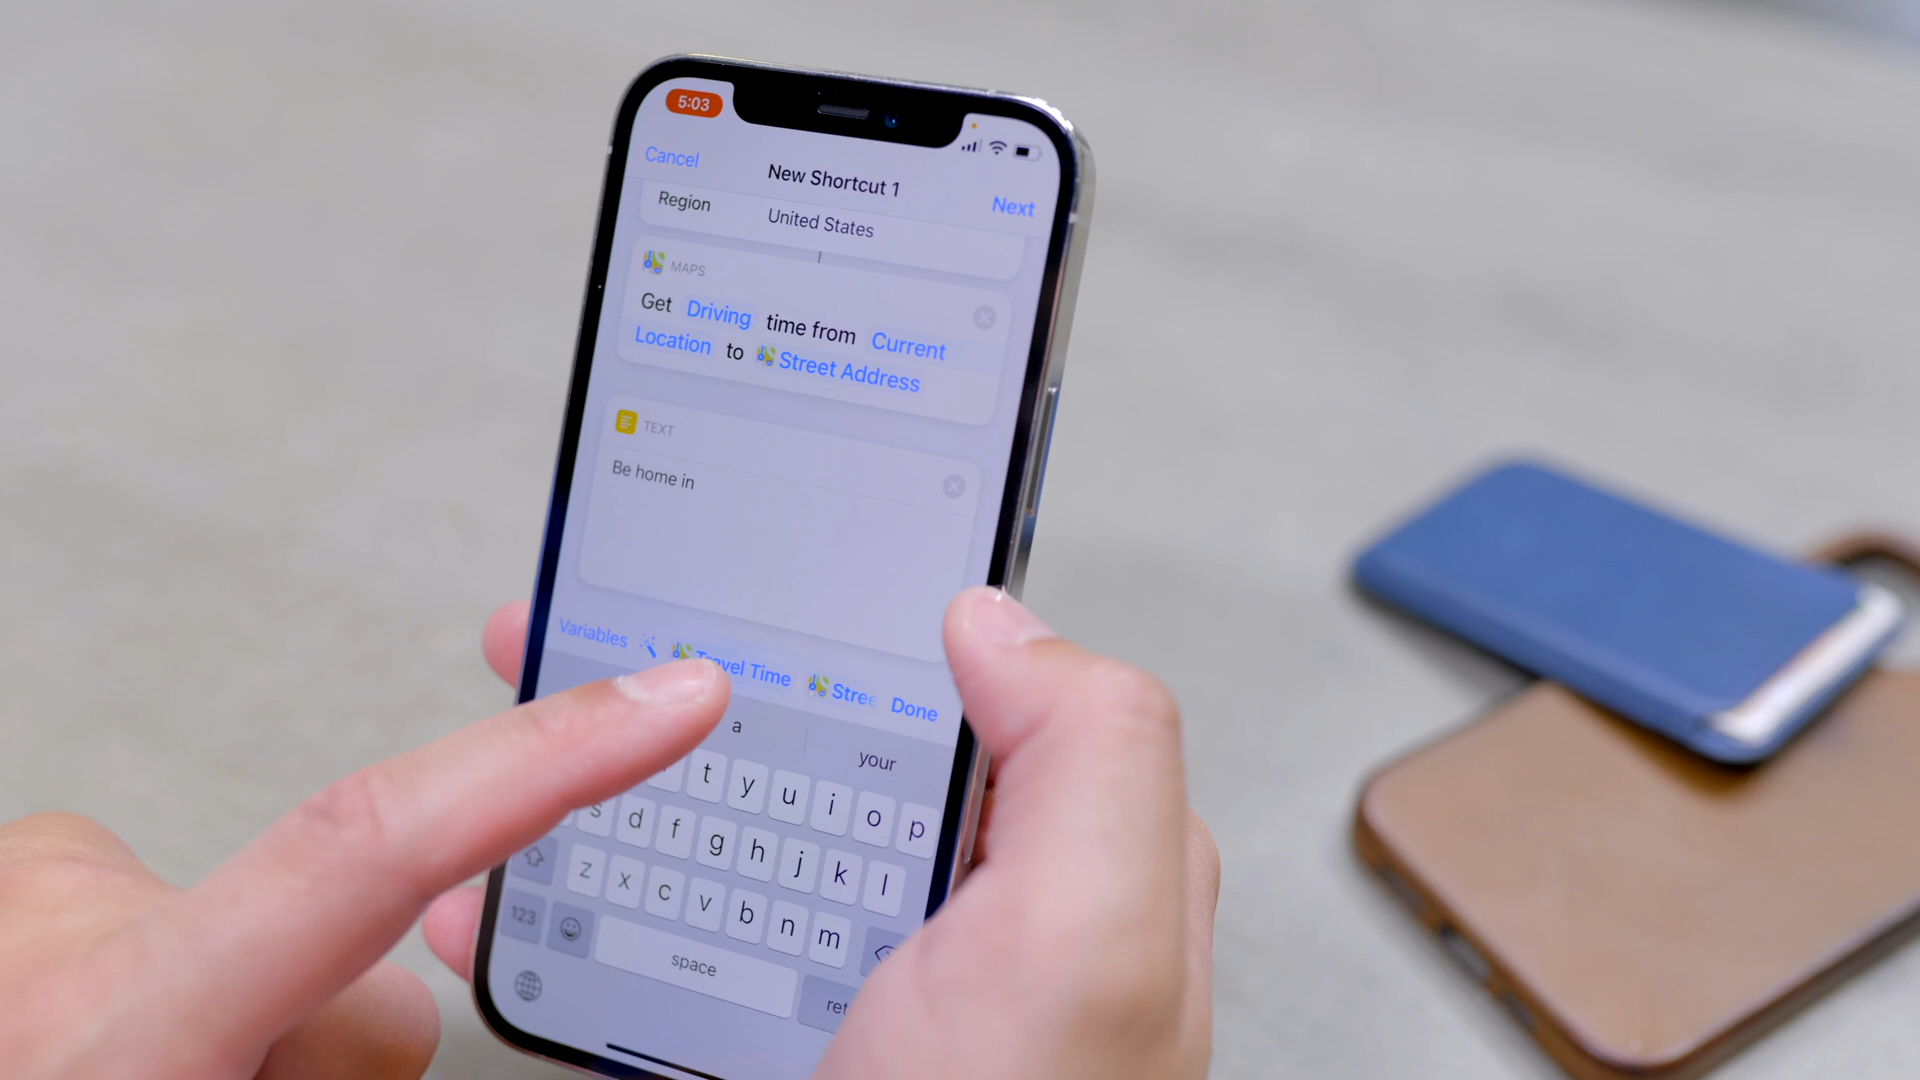 5:03
Cancel
New Shortcut 1
Next
Region
United States
MAPS
Get Driving time from Current
Location to Street Address
TEXT
Be home in
Variables
Travel Time
Stree
Done
a
your
t y u i o p
s d f g h j k l
z x c v b n m
123
space
ret